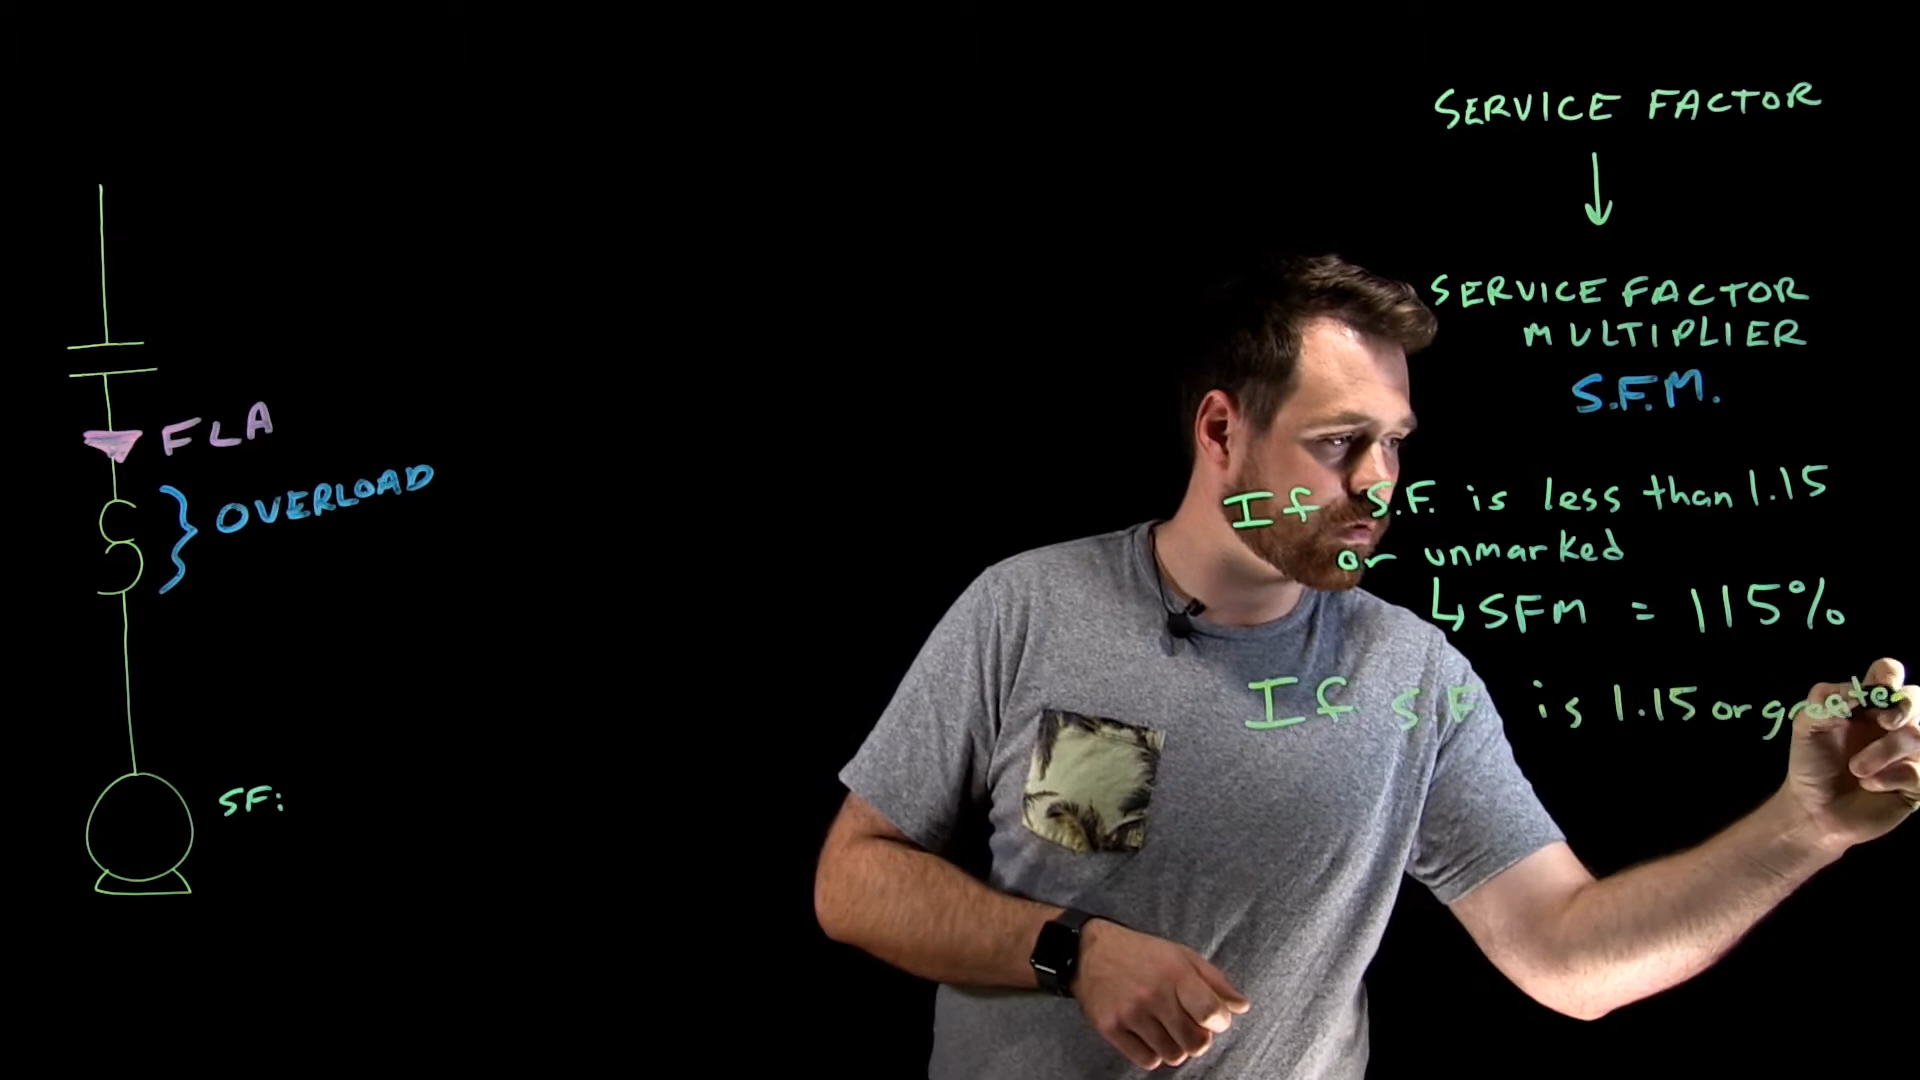 SERVICE FACTOR
SERVICE FACTOR
MULTIPLIER
S.F.M.
FLA
OVERLOAD
If S.F. is less than 1.15
or unmarked
SFM = 115%
If S.F. is 1.15 or greate
SF: